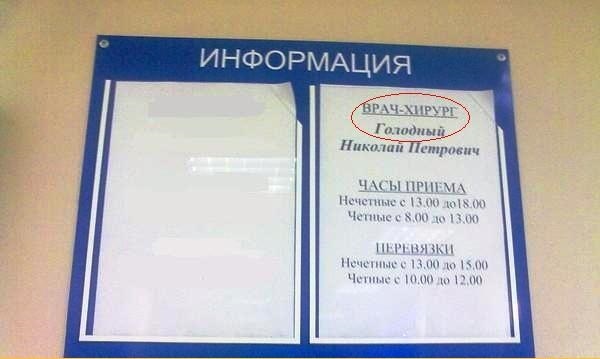 ИНФОРМАЦИЯ
ВРАЧ-ХИРУРГ
Голодный
Николай Петрович
ЧАСЫ ПРИЕМА
Нечетные с 13.00 до18.00
Четные с 8.00 до 13.00
ПЕРЕВЯЗКИ
Нечетные с 13.00 до 15.00
Четные с 10.00 до 12.00